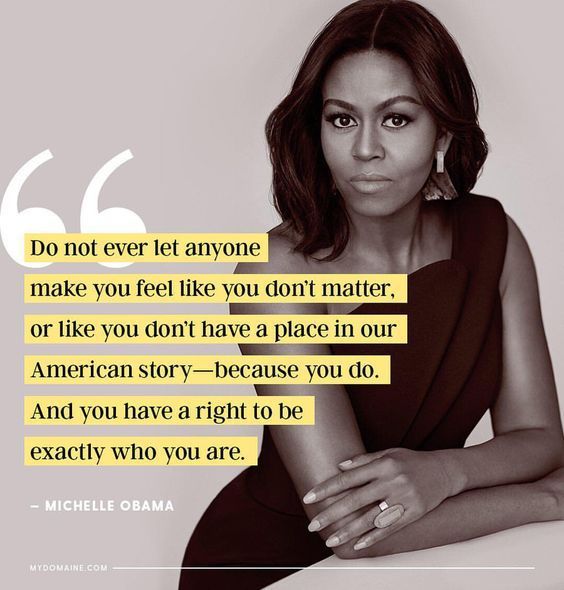 Do not ever let anyone
make you feel like you don't matter,
or like you don't have a place in our
American story—because you do.
And you have a right to be
exactly who you are.
– MICHELLE OBAMA
MYDOMAINE.COM